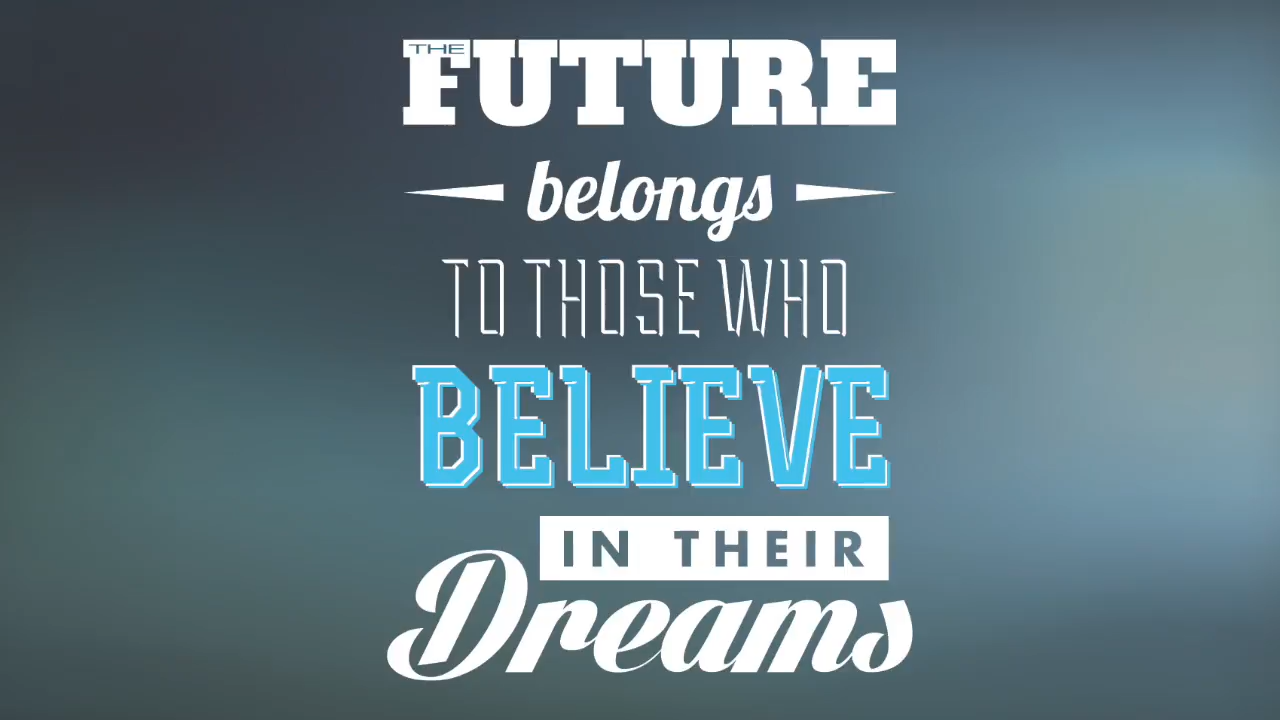 THE
FUTURE
belongs
TO THOSE WHO
BELIEVE
IN THEIR
Dreams